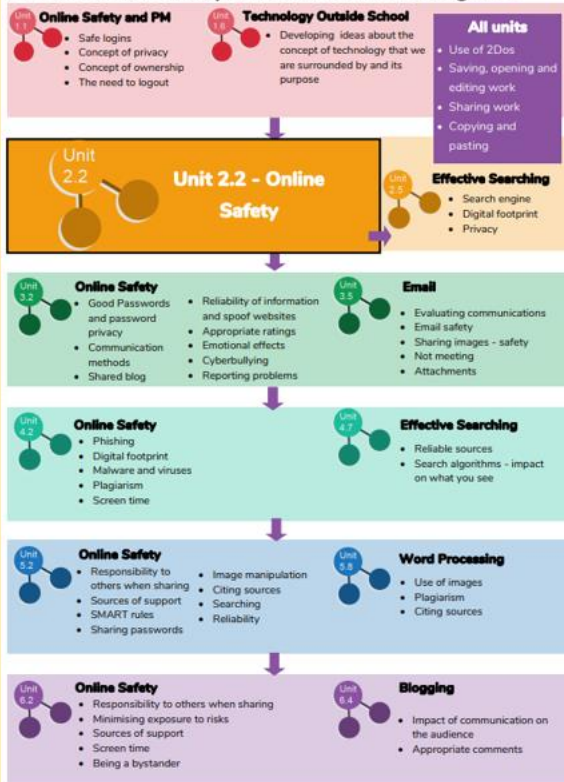 Unit
1.1
Online Safety and PM
• Safe logins
• Concept of privacy
• Concept of ownership
• The need to logout
Unit
1.6
Technology Outside School
• Developing ideas about the
concept of technology that we
are surrounded by and its
purpose
All units
• Use of 2Dos
• Saving, opening and
editing work
• Sharing work
• Copying and
pasting
Unit
2.2
Unit 2.2 - Online
Safety
Unit
2.5
Effective Searching
• Search engine
• Digital footprint
• Privacy
Unit
3.2
Online Safety
• Good Passwords
and password
privacy
• Communication
methods
• Shared blog
• Reliability of information
and spoof websites
• Appropriate ratings
• Emotional effects
• Cyberbullying
• Reporting problems
Unit
3.5
Email
• Evaluating communications
• Email safety
• Sharing images - safety
• Not meeting
• Attachments
Unit
4.2
Online Safety
• Phishing
• Digital footprint
• Malware and viruses
• Plagiarism
• Screen time
Unit
4.7
Effective Searching
• Reliable sources
• Search algorithms - impact
on what you see
Unit
5.2
Online Safety
• Responsibility to
others when sharing
• Sources of support
• SMART rules
• Sharing passwords
• Image manipulation
• Citing sources
• Searching
• Reliability
Unit
5.8
Word Processing
• Use of images
• Plagiarism
• Citing sources
Unit
6.2
Online Safety
• Responsibility to others when sharing
• Minimising exposure to risks
• Sources of support
• Screen time
• Being a bystander
Unit
6.4
Blogging
• Impact of communication on
the audience
• Appropriate comments